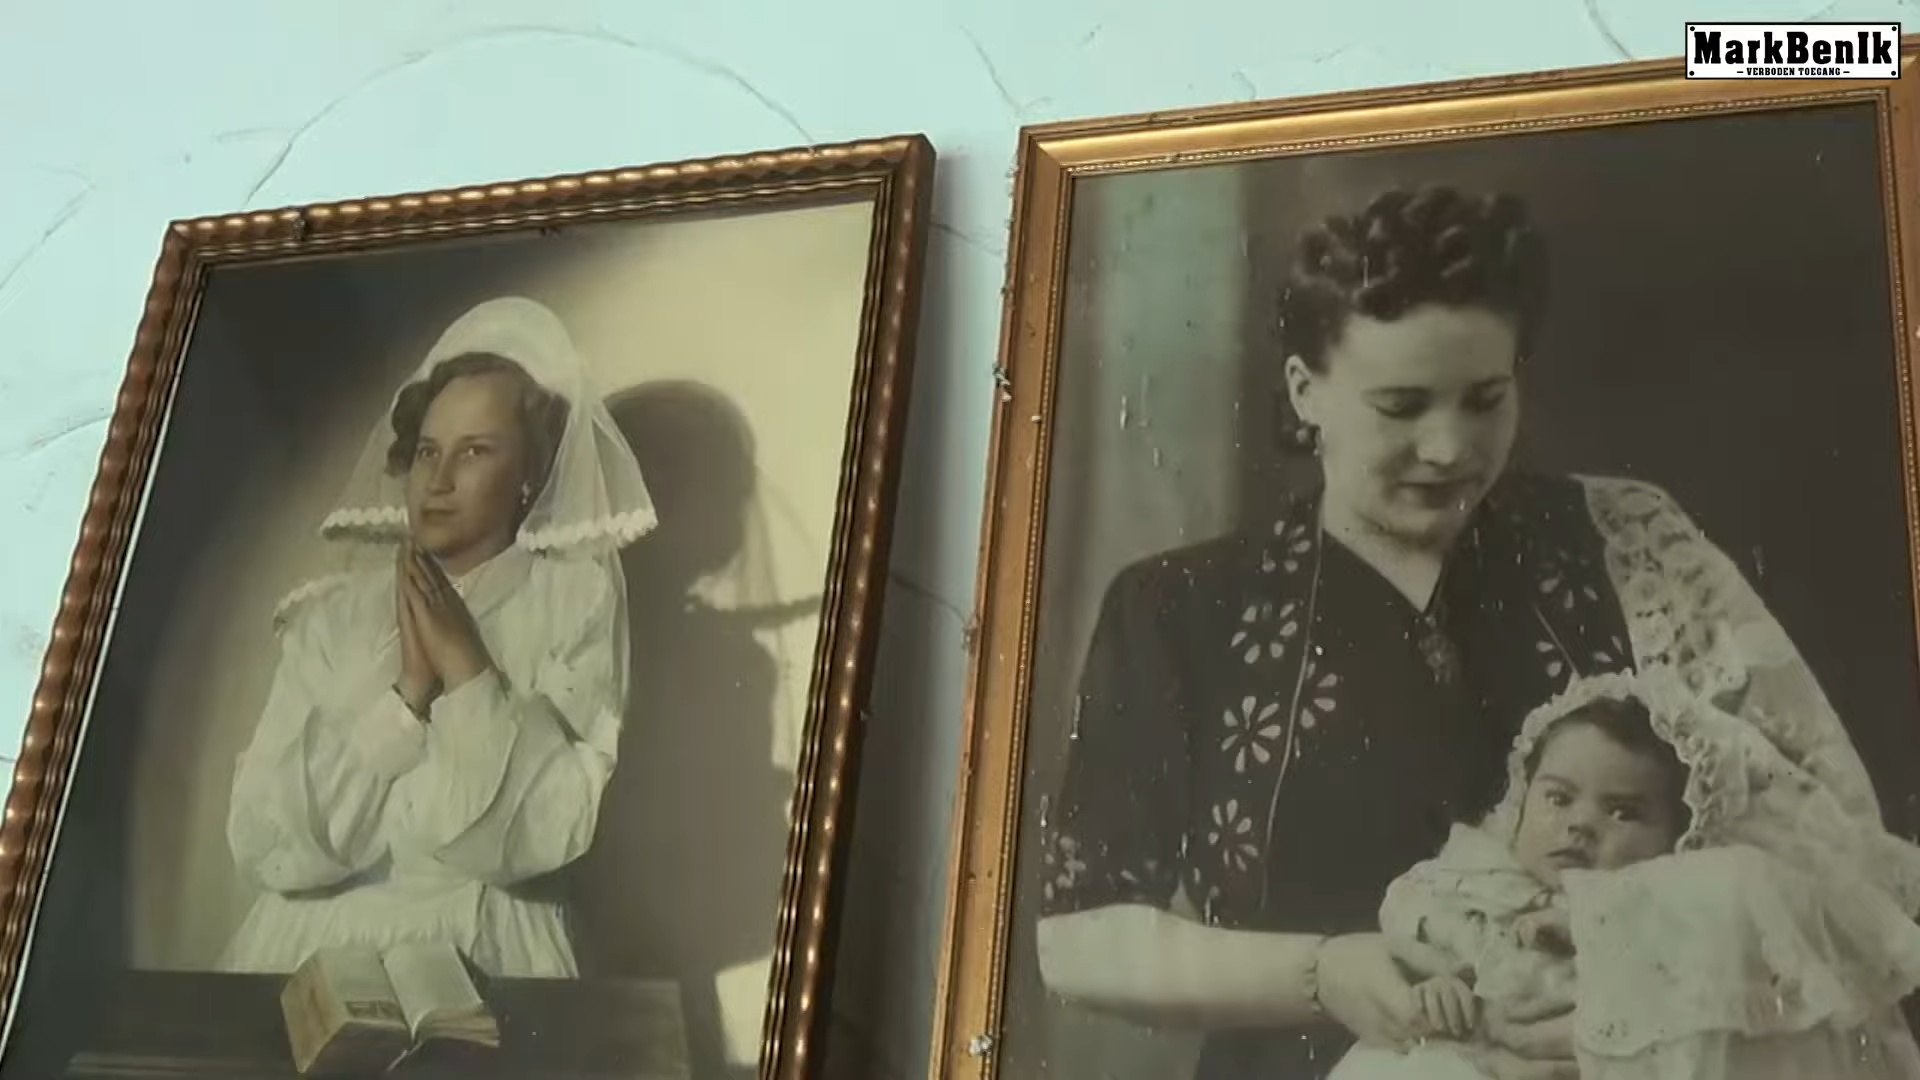 MarkBenIk
– VERBODEN TOEGANG –